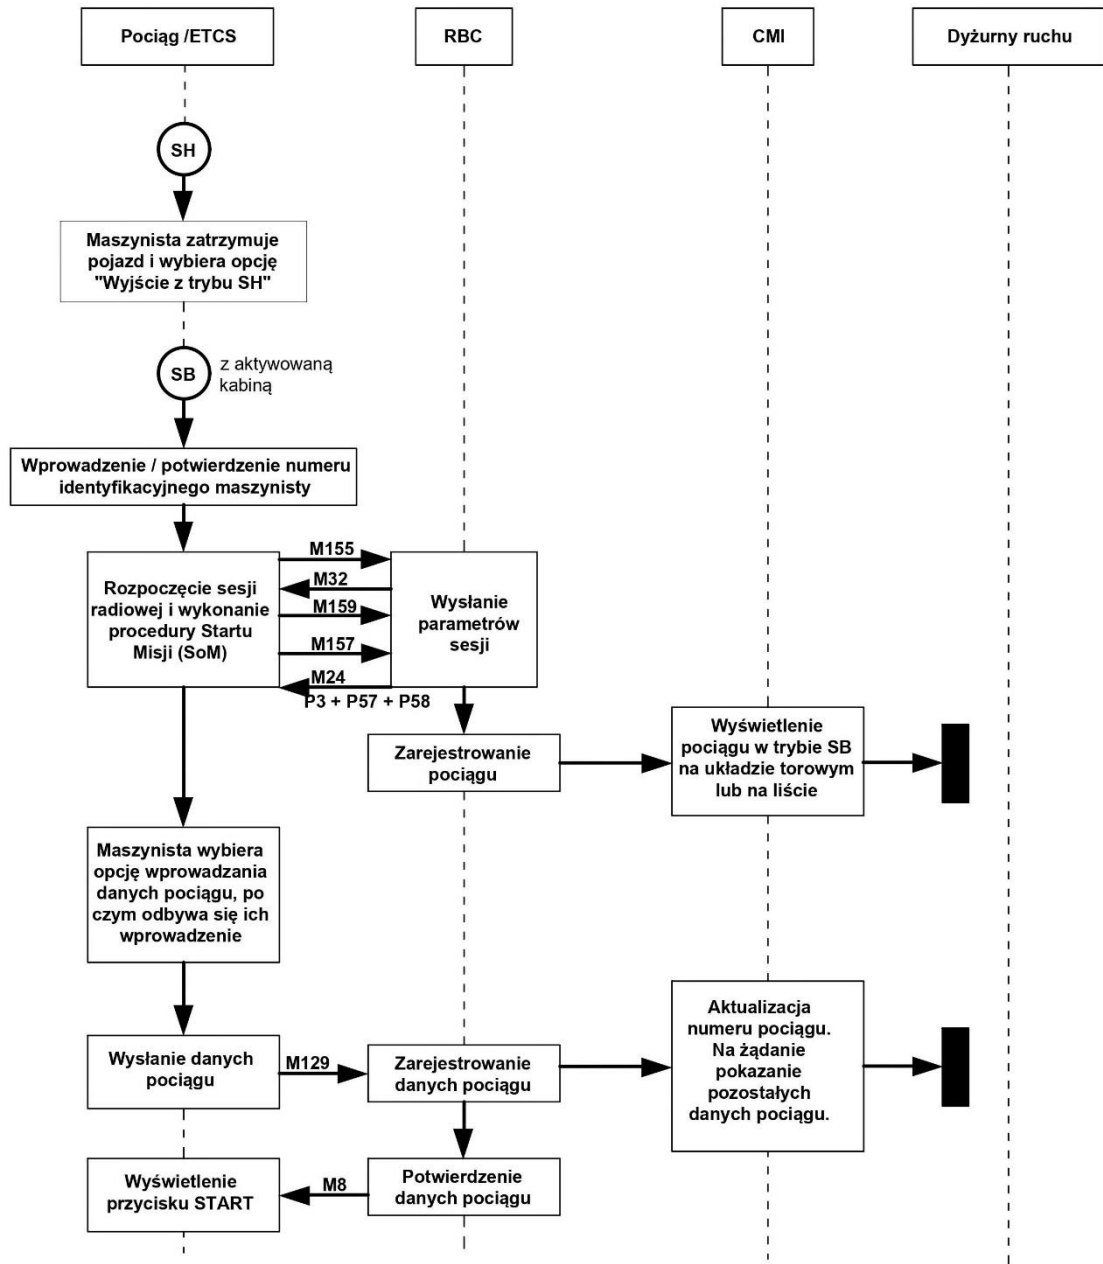 Pociąg /ETCS
RBC
CMI
Dyżurny ruchu
SH
Maszynista zatrzymuje
pojazd i wybiera opcję
"Wyjście z trybu SH"
SB
z aktywowaną
kabiną
Wprowadzenie / potwierdzenie numeru
identyfikacyjnego maszynisty
Rozpoczęcie sesji
radiowej i wykonanie
procedury Startu
Misji (SoM)
M155
M32
M159
M157
M24
P3 + P57 + P58
Wysłanie
parametrów
sesji
Zarejestrowanie
pociągu
Wyświetlenie
pociągu w trybie SB
na układzie torowym
lub na liście
Maszynista wybiera
opcję wprowadzania
danych pociągu, po
czym odbywa się ich
wprowadzenie
Wysłanie danych
pociągu
M129
Zarejestrowanie
danych pociągu
Aktualizacja
numeru pociągu.
Na żądanie
pokazanie
pozostałych
danych pociągu.
Wyświetlenie
przycisku START
M8
Potwierdzenie
danych pociągu